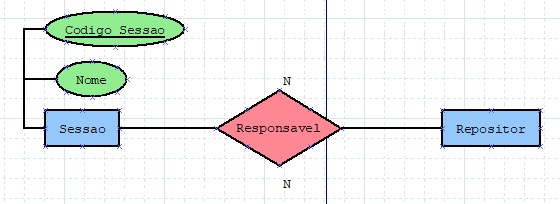 Codigo Sessao
Nome
N
Sessao
Responsavel
Repositor
N